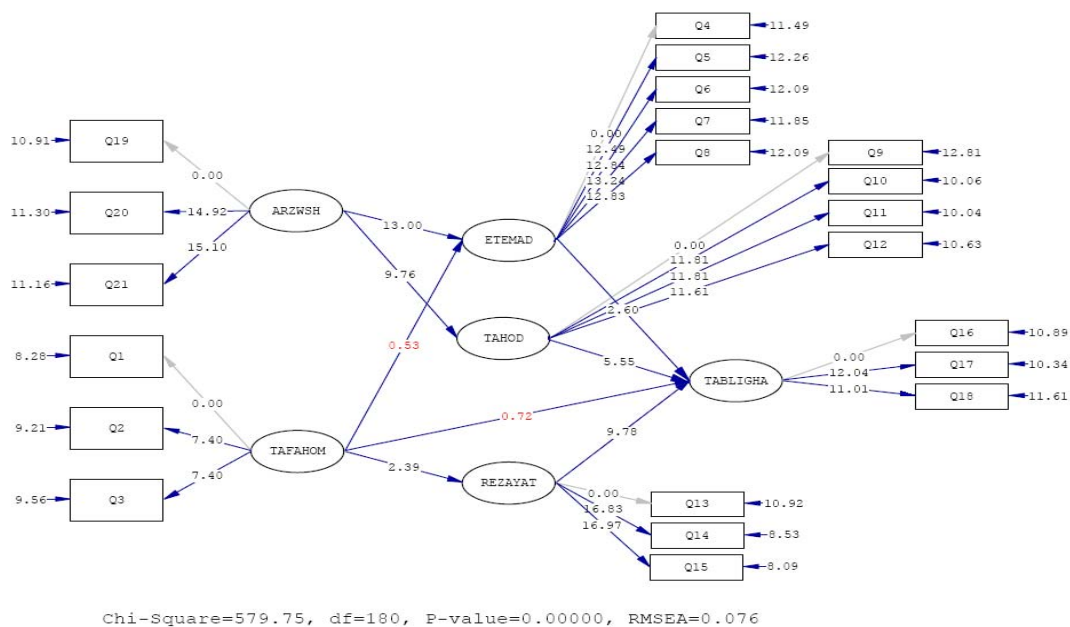 Q4
11.49
Q5
12.26
Q6
12.09
Q7
11.85
Q8
12.09
Q9
12.81
Q10
10.06
Q11
10.04
Q12
10.63
10.91
Q19
11.30
Q20
11.16
Q21
8.28
Q1
9.21
Q2
9.56
Q3
0.00
14.92
15.10
0.00
7.40
7.40
ARZWSH
TAFAHOM
13.00
9.76
0.53
0.72
2.39
ETEMAD
TAHOD
REZAYAT
0.00
12.49
12.84
13.24
12.83
0.00
11.81
11.81
11.61
2.60
5.55
9.78
TABLIGHA
0.00
12.04
11.01
Q16
10.89
Q17
10.34
Q18
11.61
0.00
16.83
16.97
Q13
10.92
Q14
8.53
Q15
8.09
Chi-Square=579.75, df=180, P-value=0.00000, RMSEA=0.076